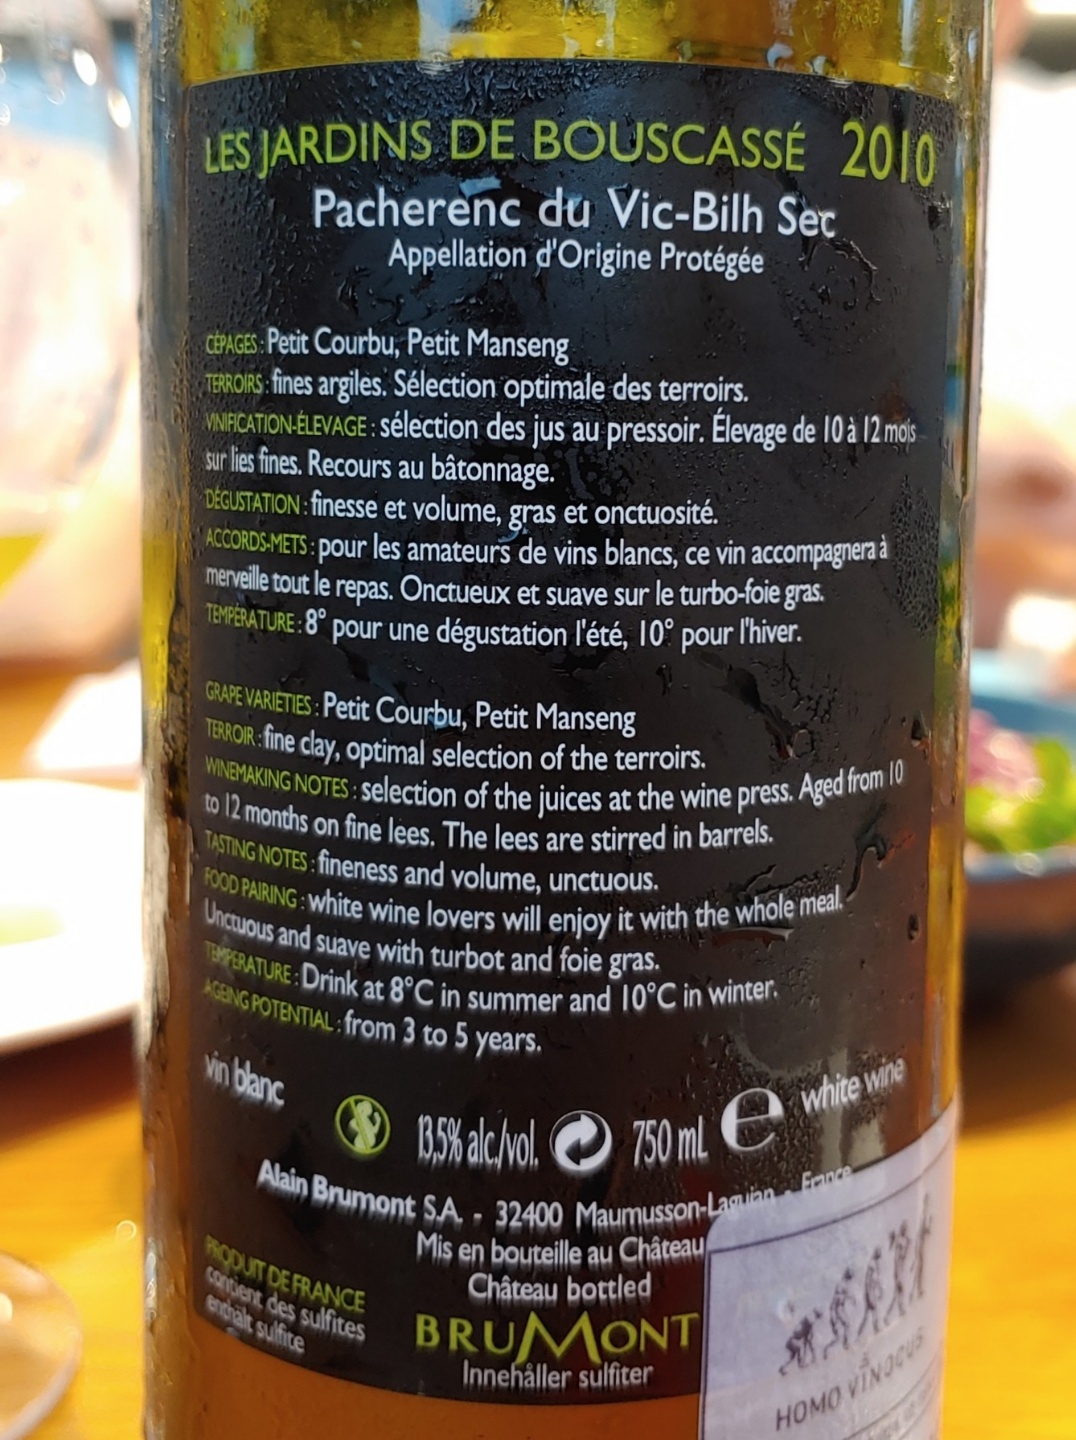 LES JARDINS DE BOUSCASSÉ 2010
Pacherenc du Vic-Bilh Sec
Appellation d'Origine Protégée
CÉPAGES : Petit Courbu, Petit Manseng
TERROIRS : fines argiles. Sélection optimale des terroirs.
VINIFICATION-ÉLEVAGE : sélection des jus au pressoir. Élevage de 10 à 12 mois
sur lies fines. Recours au bâtonnage.
DÉGUSTATION : finesse et volume, gras et onctuosité.
ACCORDS-METS : pour les amateurs de vins blancs, ce vin accompagnera à
merveille tout le repas. Onctueux et suave sur le turbo-foie gras.
TEMPÉRATURE : 8° pour une dégustation l'été, 10° pour l'hiver.
GRAPE VARIETIES : Petit Courbu, Petit Manseng
TERROIR : fine clay, optimal selection of the terroirs.
WINEMAKING NOTES : selection of the juices at the wine press. Aged from 10
to 12 months on fine lees. The lees are stirred in barrels.
TASTING NOTES : fineness and volume, unctuous.
FOOD PAIRING : white wine lovers will enjoy it with the whole meal.
Unctuous and suave with turbot and foie gras.
TEMPERATURE : Drink at 8°C in summer and 10°C in winter.
AGEING POTENTIAL : from 3 to 5 years.
vin blanc 13,5% alc./vol. 750 mL e white wine
Alain Brumont S.A. - 32400 Maumusson-Laguian - France
Mis en bouteille au Château
Château bottled
PRODUIT DE FRANCE
contient des sulfites
enthält sulfite
BRUMONT
Innehåller sulfiter
HOMO VINOCUS